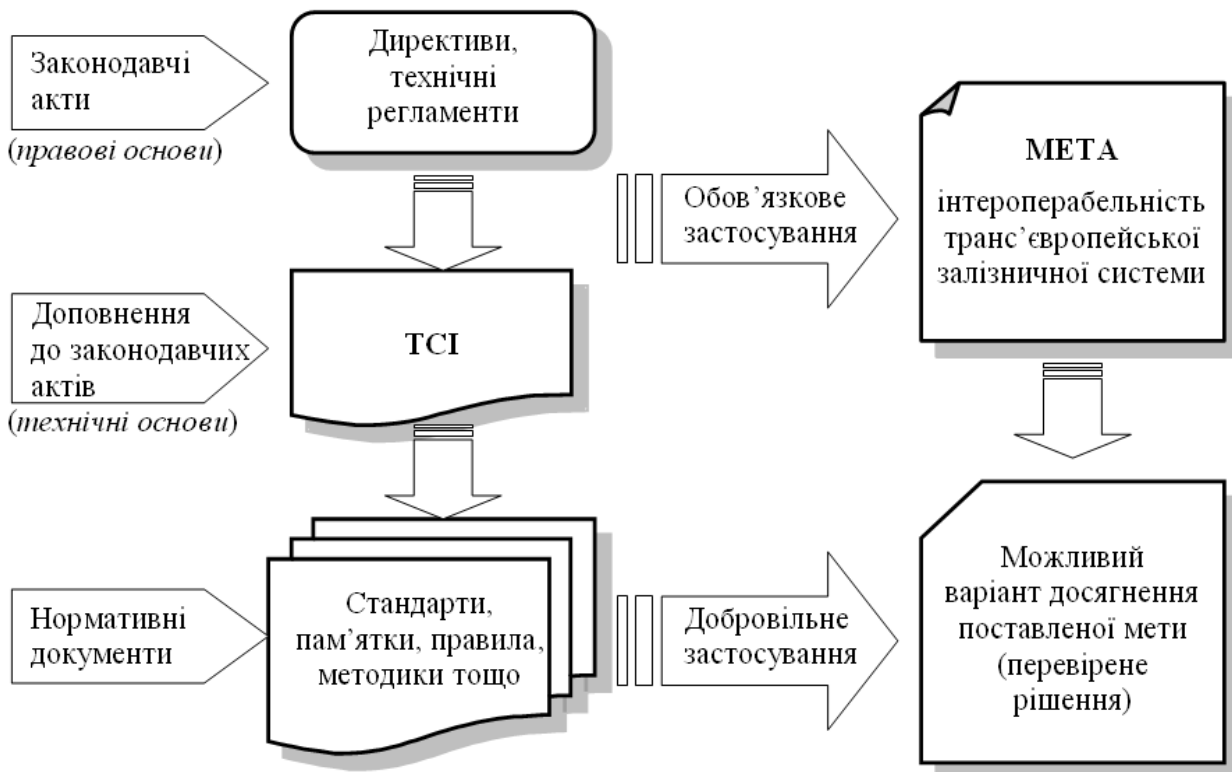 Законодавчі
акти
(правові основи)
Директиви,
технічні
регламенти
Обов’язкове
застосування
МЕТА
інтероперабельність
транс’європейської
залізничної системи
Доповнення
до законодавчих
актів
(технічні основи)
ТСІ
Нормативні
документи
Стандарти,
пам’ятки, правила,
методики тощо
Добровільне
застосування
Можливий
варіант досягнення
поставленої мети
(перевірене
рішення)